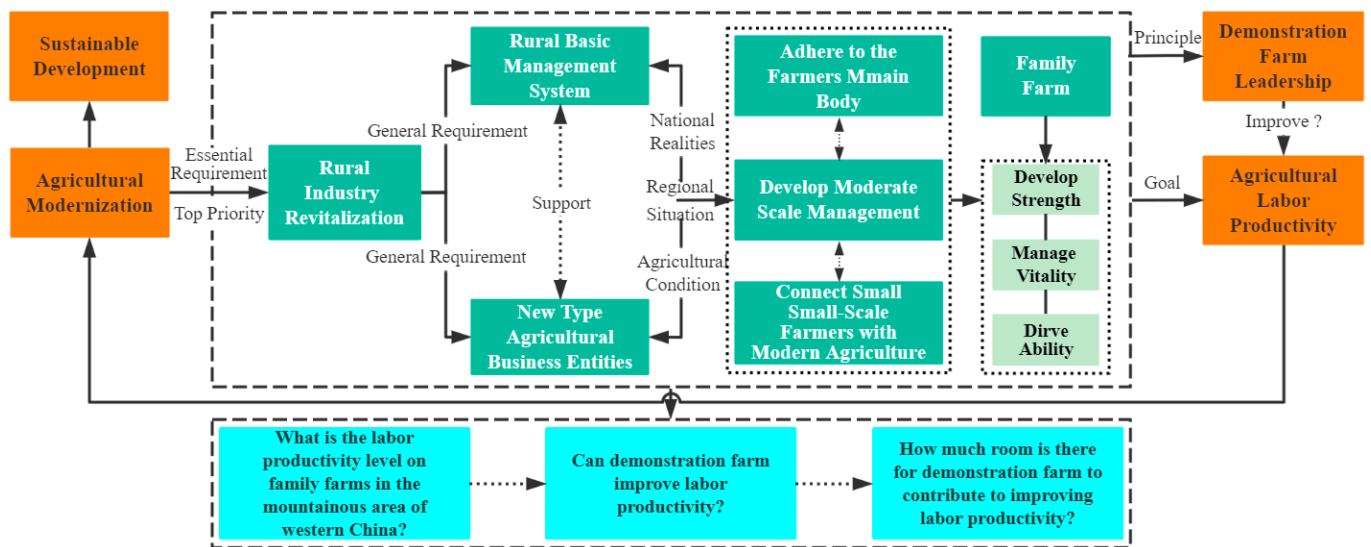 Sustainable
Development
Agricultural
Modernization
Essential
Requirement
Top Priority
Rural
Industry
Revitalization
General Requirement
General Requirement
Rural Basic
Management
System
Support
New Type
Agricultural
Business Entities
National
Realities
Regional
Situation
Agricultural
Condition
Adhere to the
Farmers Mmain
Body
Develop Moderate
Scale Management
Connect Small
Small-Scale
Farmers with
Modern Agriculture
Family
Farm
Develop
Strength
Manage
Vitality
Dirve
Ability
Principle
Goal
Demonstration
Farm
Leadership
Improve ?
Agricultural
Labor
Productivity
What is the labor
productivity level on
family farms in the
mountainous area of
western China?
Can demonstration farm
improve labor
productivity?
How much room is there
for demonstration farm to
contribute to improving
labor productivity?